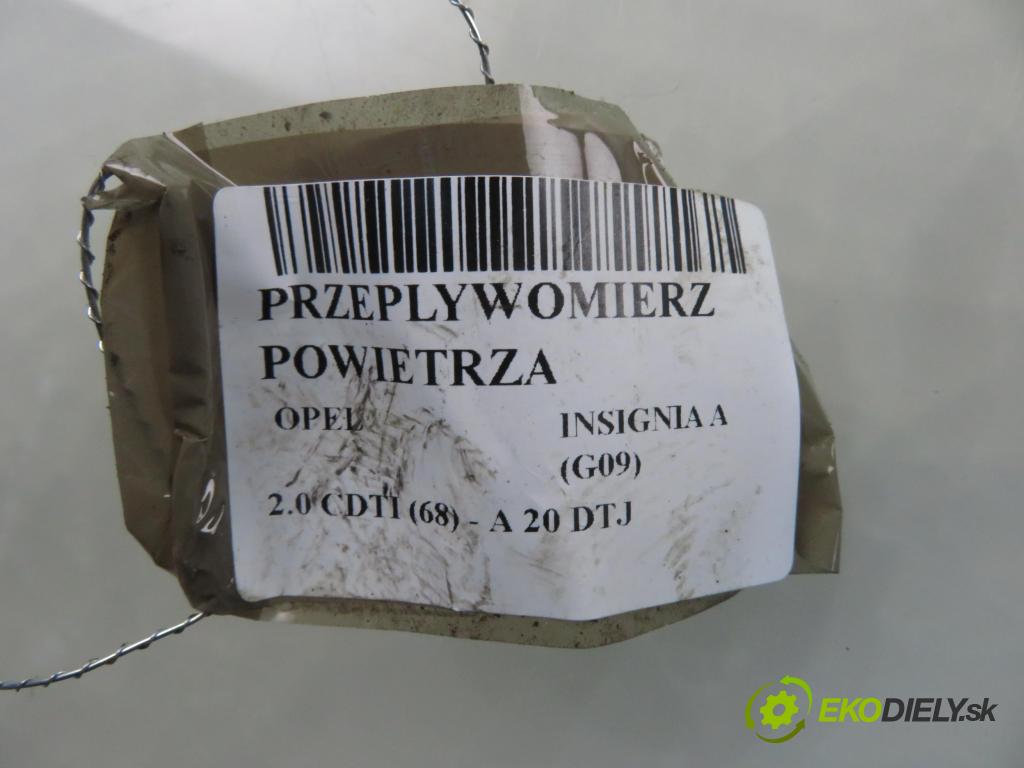 PRZEPLYWOMIERZ
POWIETRZA
OPEL INSIGNIA A
(G09)
2.0 CDTI (68) - A 20 DTJ
EKODIELY.sk